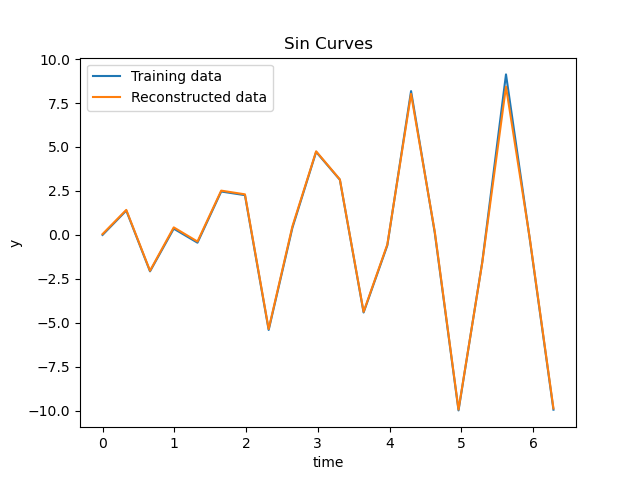 Sin Curves
Training data
Reconstructed data
10.0
7.5
5.0
2.5
0.0
−2.5
−5.0
−7.5
−10.0
y
0 1 2 3 4 5 6
time